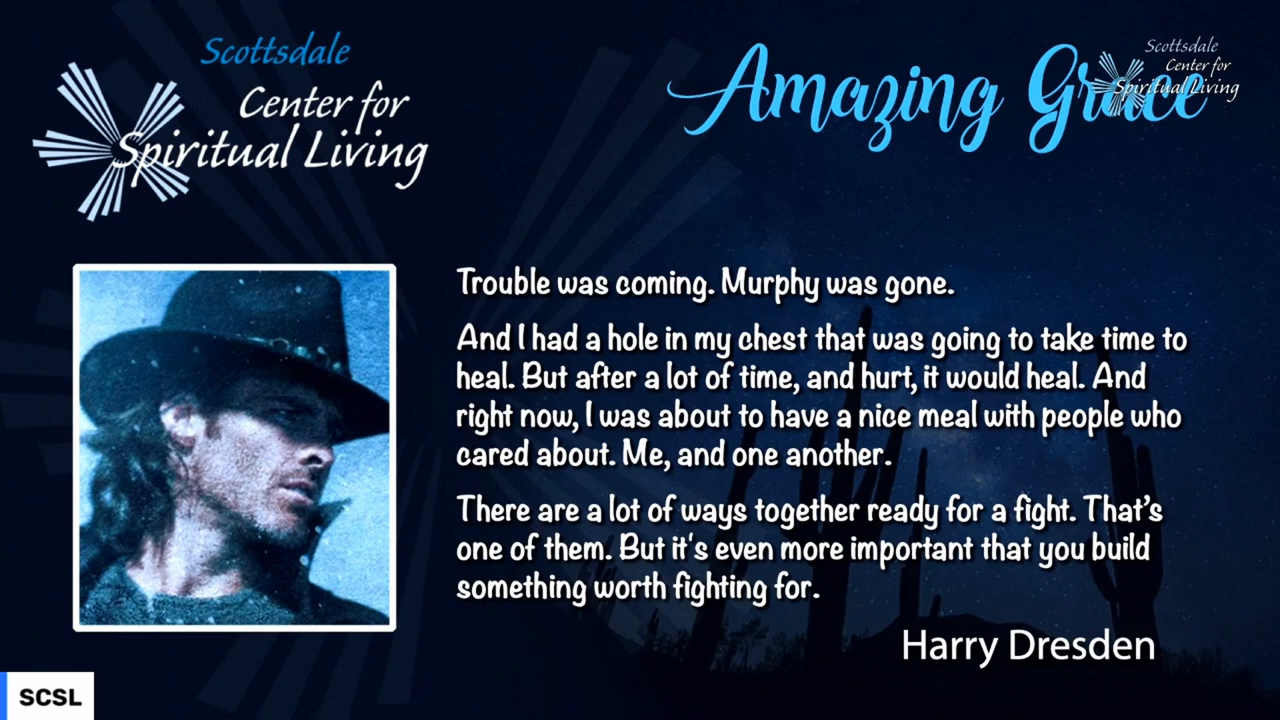 Scottsdale
Center for
Spiritual Living
Amazing Grace
Scottsdale
Center for
Spiritual Living
Trouble was coming. Murphy was gone.
And I had a hole in my chest that was going to take time to
heal. But after a lot of time, and hurt, it would heal. And
right now, I was about to have a nice meal with people who
cared about. Me, and one another.
There are a lot of ways together ready for a fight. That's
one of them. But it's even more important that you build
something worth fighting for.
Harry Dresden
SCSL